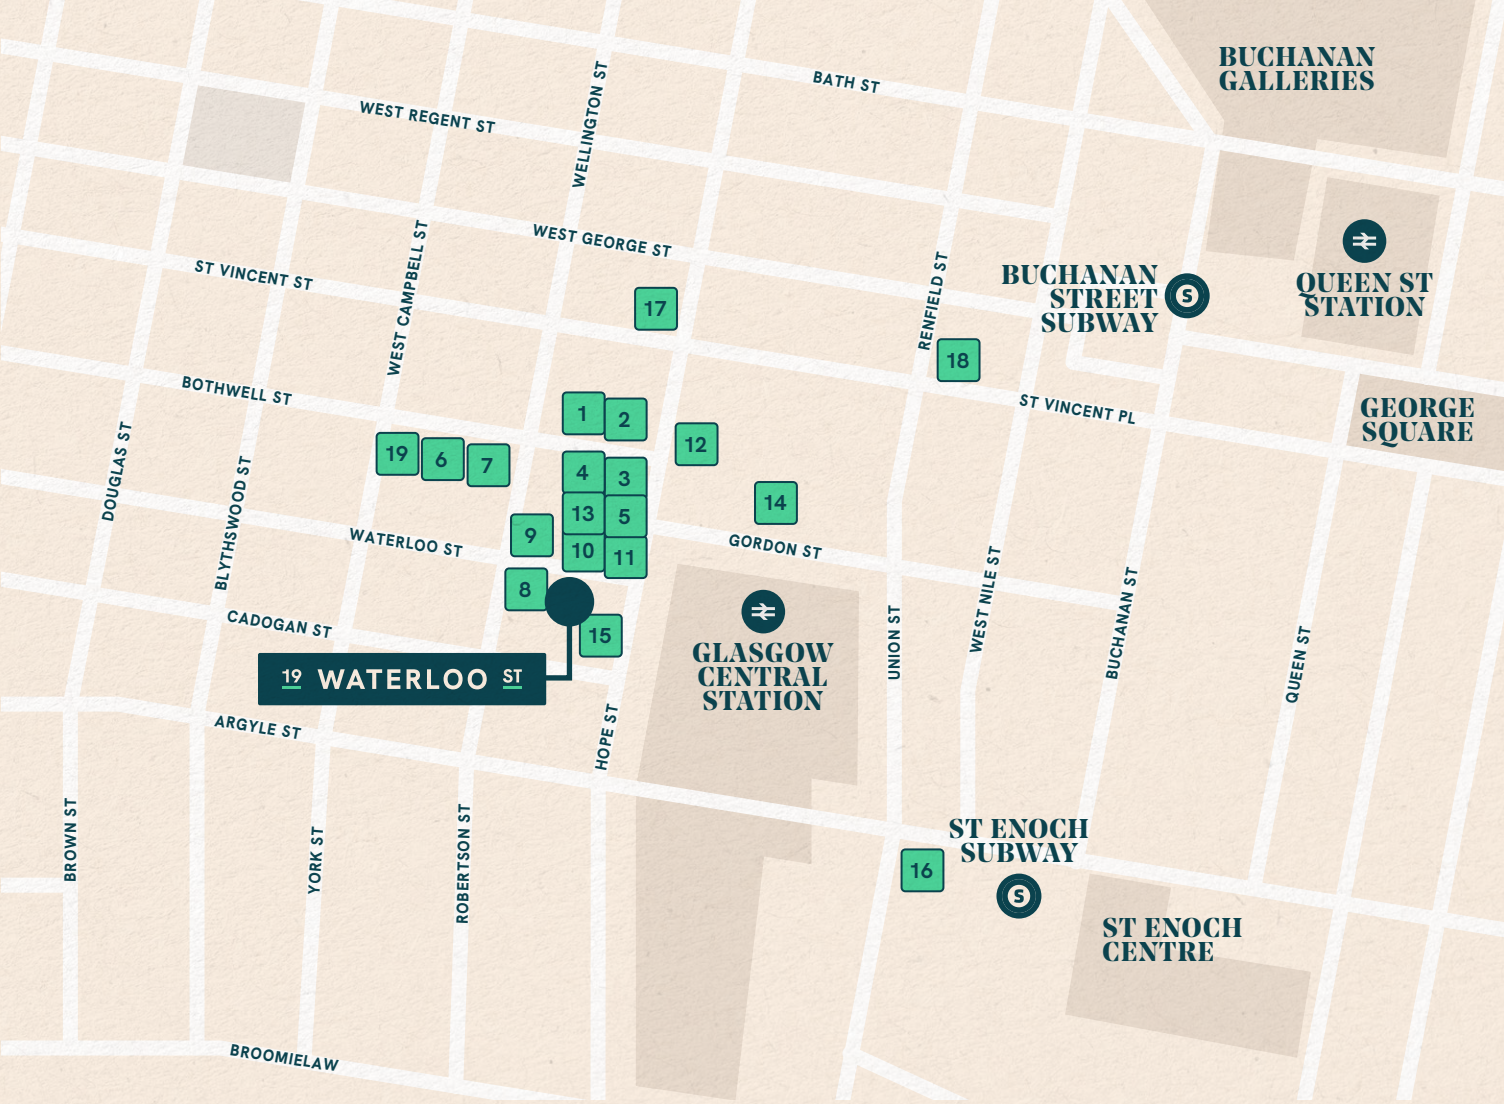 BUCHANAN
GALLERIES
BATH ST
WEST REGENT ST
WELLINGTON ST
WEST GEORGE ST
ST VINCENT ST
WEST CAMPBELL ST
RENFIELD ST
BUCHANAN
STREET
SUBWAY
S
QUEEN ST
STATION
17
18
BOTHWELL ST
ST VINCENT PL
GEORGE
SQUARE
1
2
12
DOUGLAS ST
BLYTHSWOOD ST
19
6
7
4
3
13
5
14
9
10
11
WATERLOO ST
GORDON ST
8
15
CADOGAN ST
19 WATERLOO ST
GLASGOW
CENTRAL
STATION
UNION ST
WEST NILE ST
BUCHANAN ST
QUEEN ST
ARGYLE ST
HOPE ST
BROWN ST
YORK ST
ROBERTSON ST
ST ENOCH
SUBWAY
16
S
ST ENOCH
CENTRE
BROOMIELAW